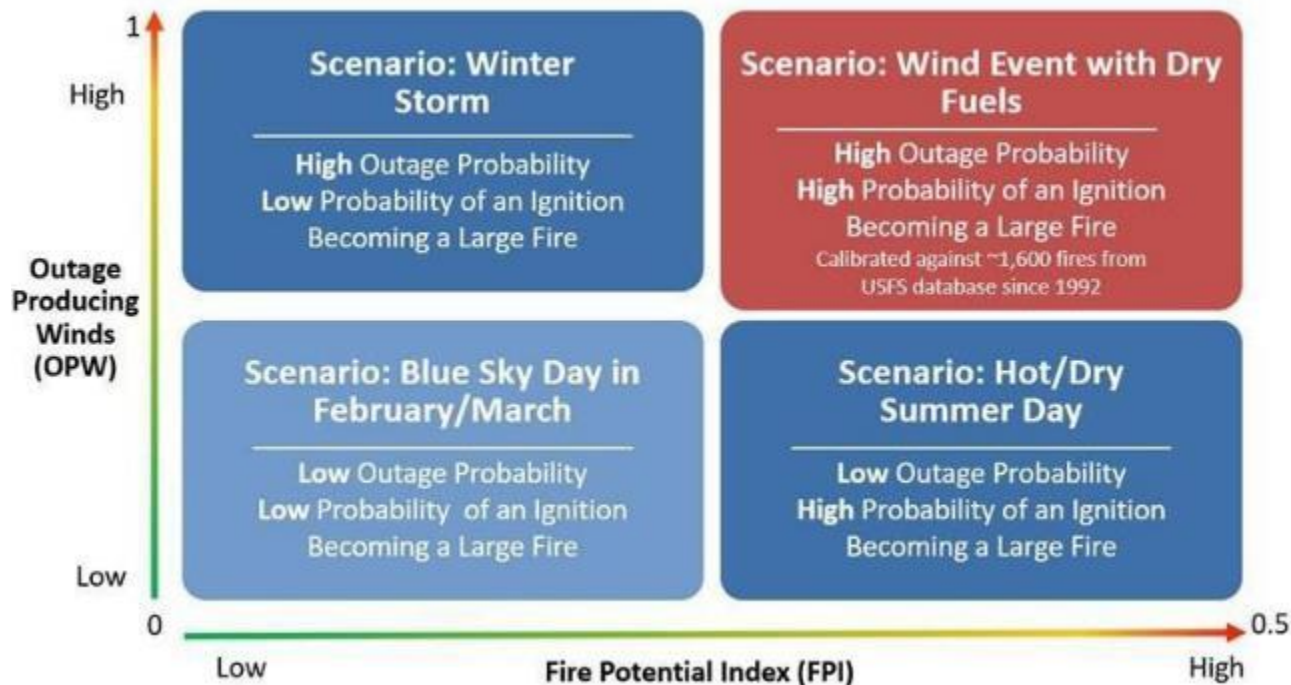 1
High
Outage
Producing
Winds
(OPW)
Low
0
Scenario: Winter
Storm
High Outage Probability
Low Probability of an Ignition
Becoming a Large Fire
Scenario: Wind Event with Dry
Fuels
High Outage Probability
High Probability of an Ignition
Becoming a Large Fire
Calibrated against ~1,600 fires from
USFS database since 1992
Scenario: Blue Sky Day in
February/March
Low Outage Probability
Low Probability of an Ignition
Becoming a Large Fire
Scenario: Hot/Dry
Summer Day
Low Outage Probability
High Probability of an Ignition
Becoming a Large Fire
0.5
Low
Fire Potential Index (FPI)
High